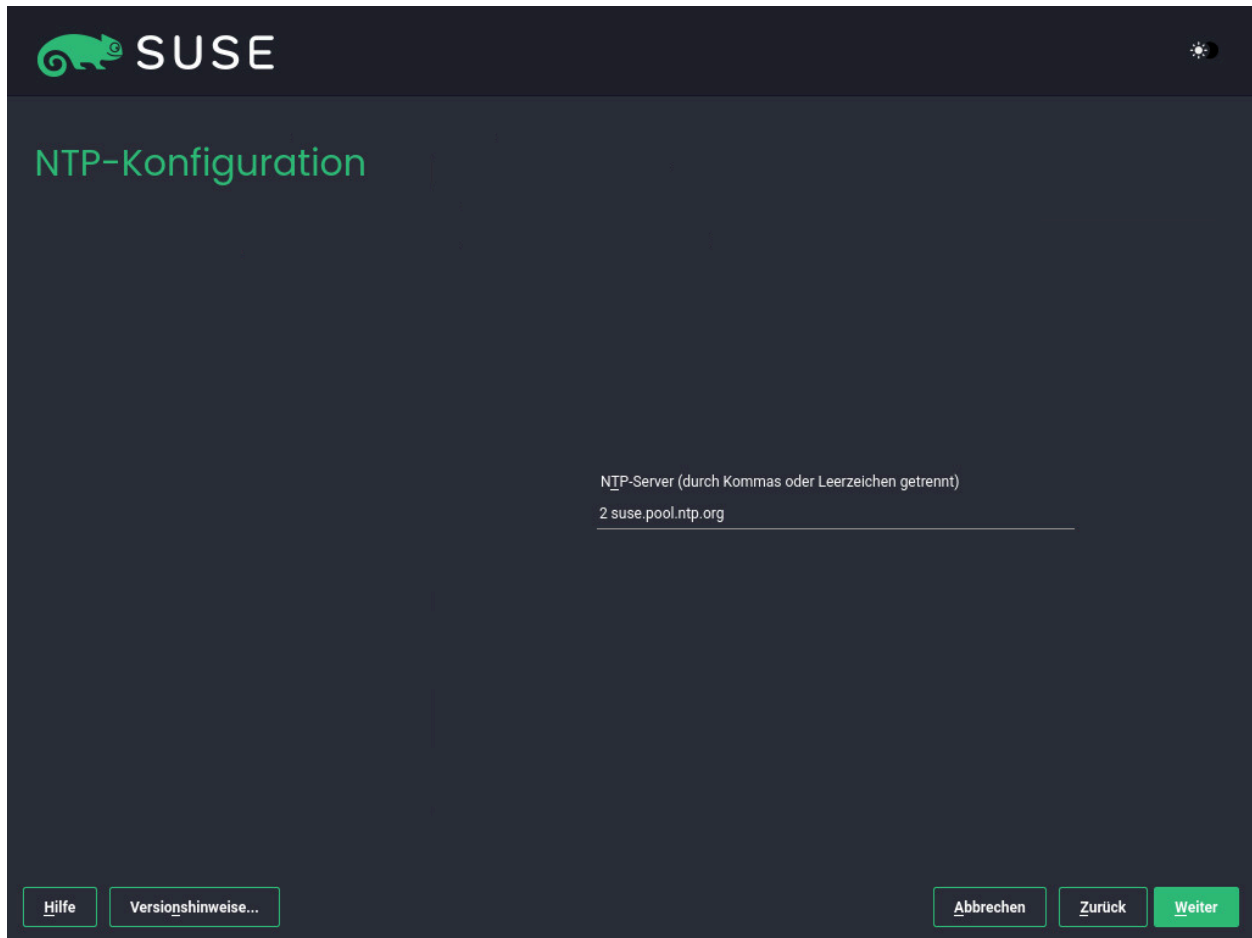 SUSE
NTP-Konfiguration
NTP-Server (durch Kommas oder Leerzeichen getrennt)
2 suse.pool.ntp.org
Hilfe
Versionshinweise...
Abbrechen
Zurück
Weiter